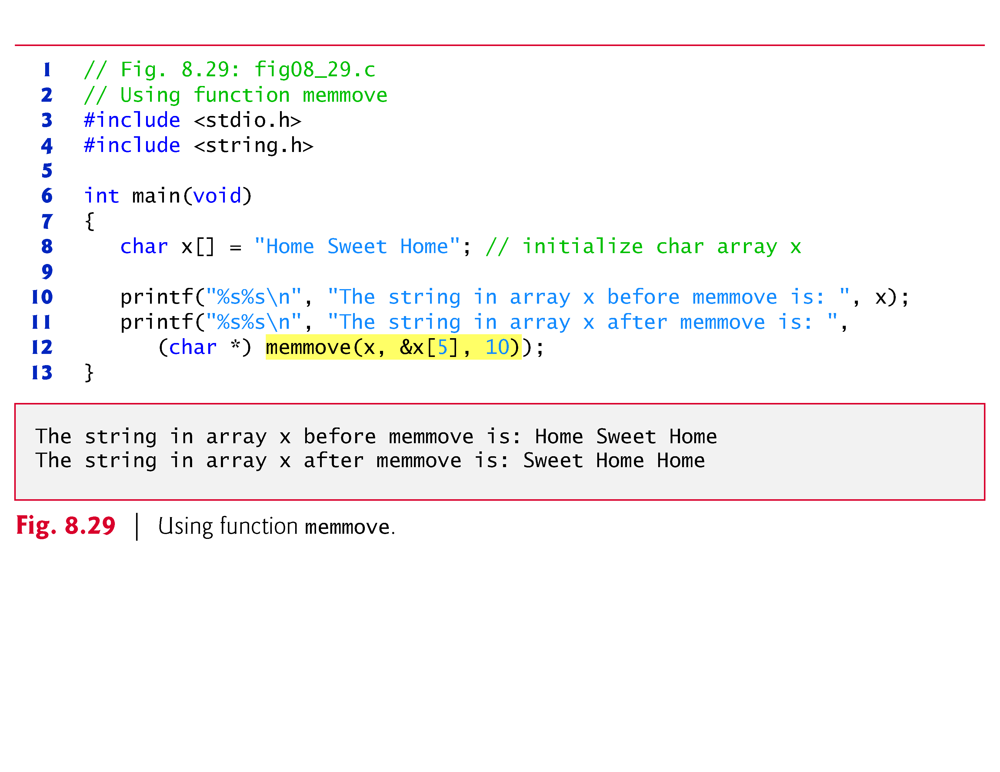 1 // Fig. 8.29: fig08_29.c
2 // Using function memmove
3 #include <stdio.h>
4 #include <string.h>
5
6 int main(void)
7 {
8    char x[] = "Home Sweet Home"; // initialize char array x
9
10    printf("%s%s\n", "The string in array x before memmove is: ", x);
11    printf("%s%s\n", "The string in array x after memmove is: ",
12       (char *) memmove(x, &x[5], 10));
13 }
The string in array x before memmove is: Home Sweet Home
The string in array x after memmove is: Sweet Home Home
Fig. 8.29 | Using function memmove.